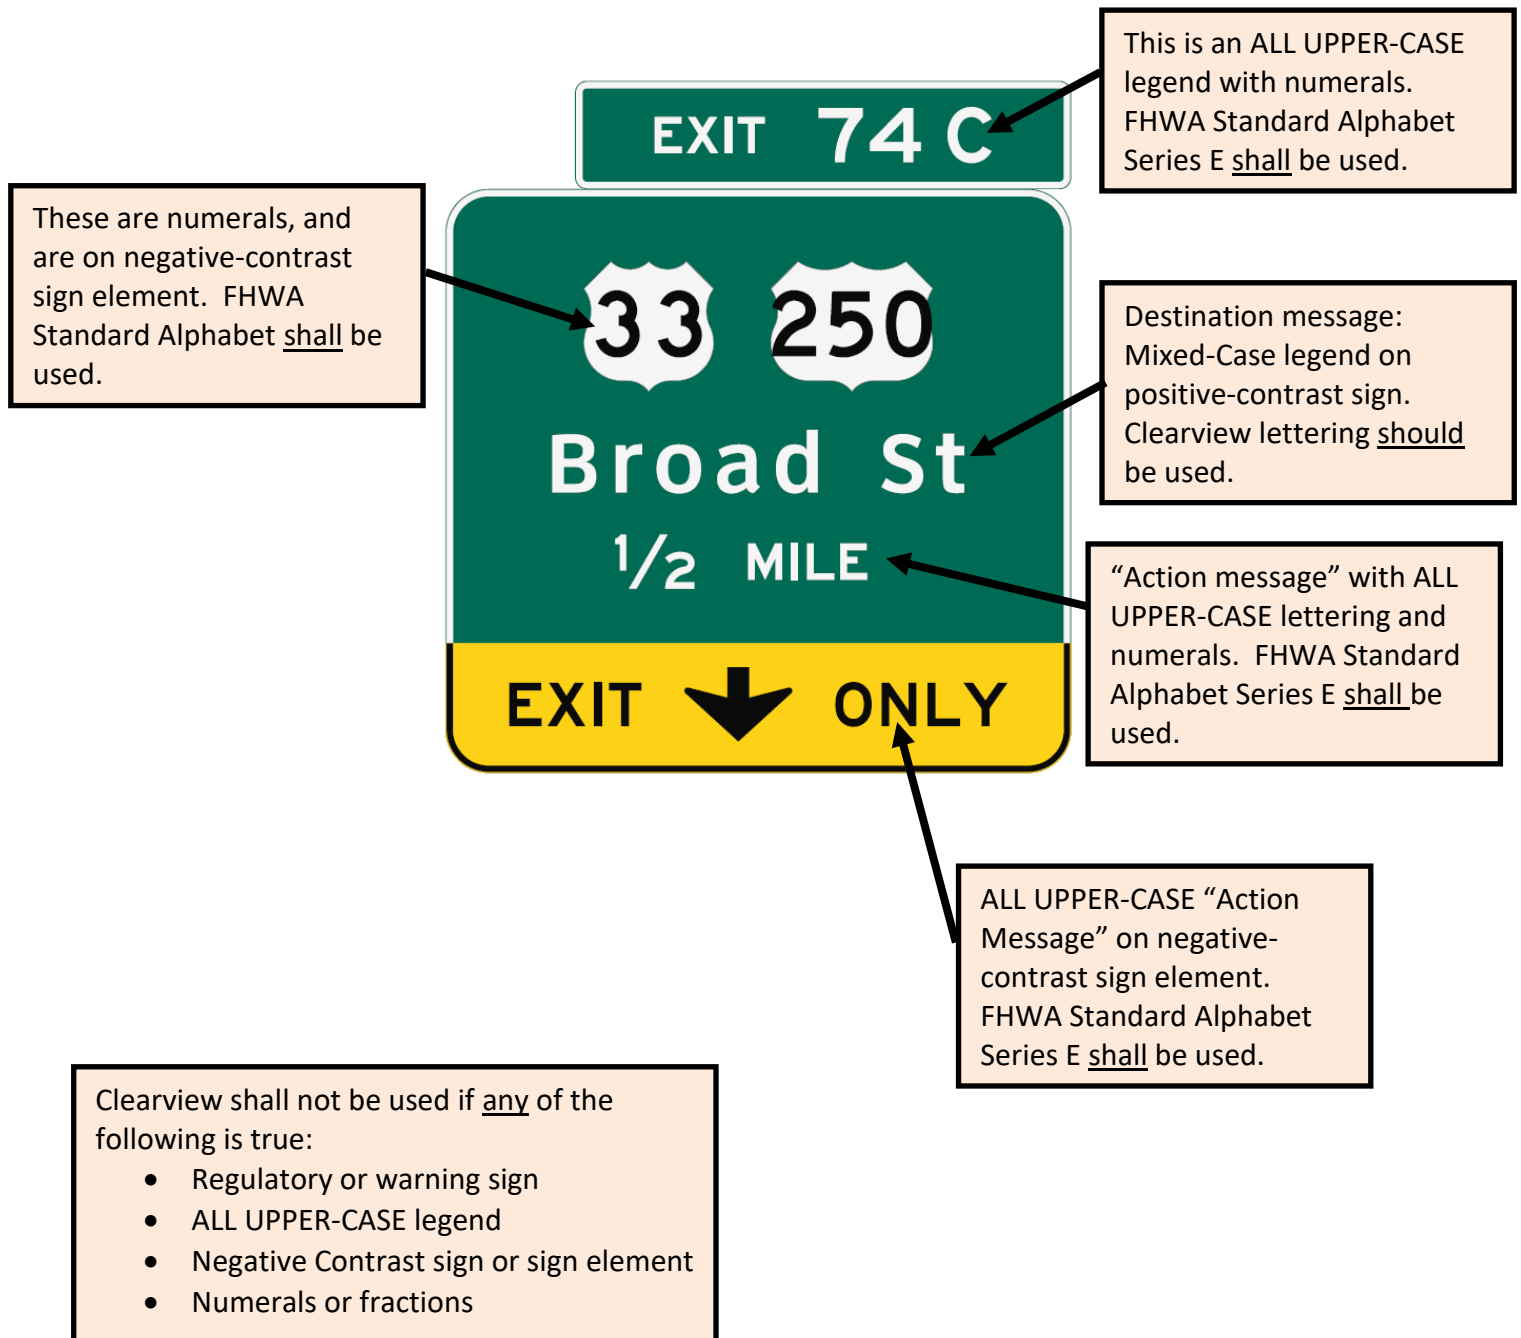 This is an ALL UPPER-CASE
legend with numerals.
FHWA Standard Alphabet
Series E shall be used.
EXIT 74 C
These are numerals, and
are on negative-contrast
sign element.  FHWA
Standard Alphabet shall be
used.
33 250
Destination message:
Mixed-Case legend on
positive-contrast sign.
Clearview lettering should
be used.
Broad St
1/2 MILE
“Action message” with ALL
UPPER-CASE lettering and
numerals.  FHWA Standard
Alphabet Series E shall be
used.
EXIT ONLY
ALL UPPER-CASE “Action
Message” on negative-
contrast sign element.
FHWA Standard Alphabet
Series E shall be used.
Clearview shall not be used if any of the
following is true:
• Regulatory or warning sign
• ALL UPPER-CASE legend
• Negative Contrast sign or sign element
• Numerals or fractions